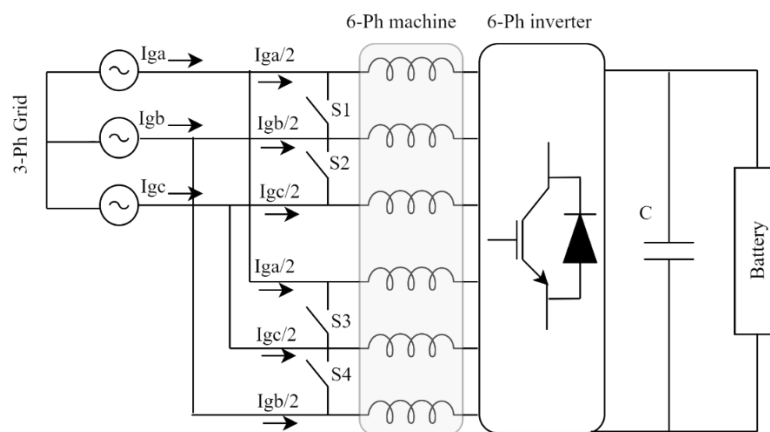 6-Ph machine
6-Ph inverter
3-Ph Grid
Iga
Iga/2
S1
Igb
Igb/2
S2
Igc
Igc/2
Iga/2
S3
Igc/2
S4
Igb/2
C
Battery